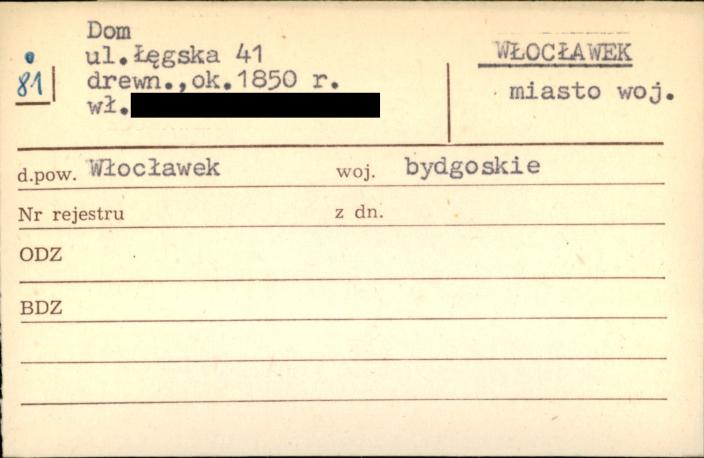 Dom
ul.Łęgska 41
drewn.,ok.1850 r.
wł.
81
WŁOCŁAWEK
miasto woj.
d.pow. Włocławek woj. bydgoskie
Nr rejestru z dn.
ODZ
BDZ